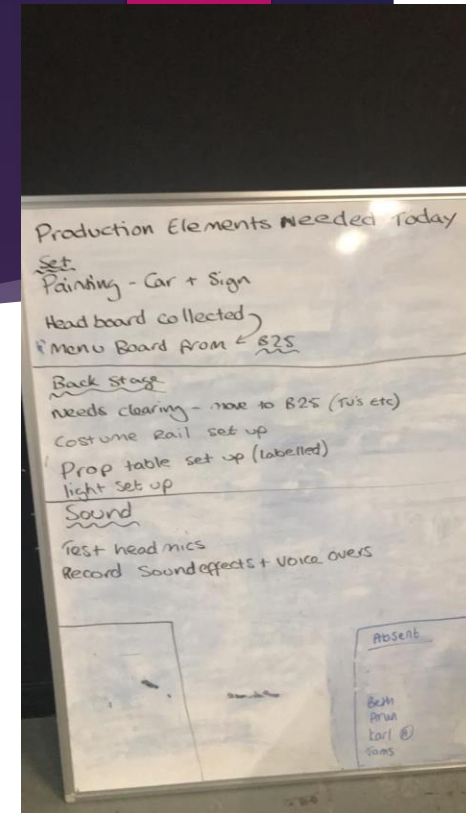 Production Elements Needed Today
Set
Painting - Car + Sign
Head board collected
Menu Board from B25
Back Stage
Needs clearing - move to B25 (TV's etc)
Costume Rail set up
Prop table set up (labelled)
light set up
Sound
Test head mics
Record Sound effects + Voice overs
Absent
Beth
Karl